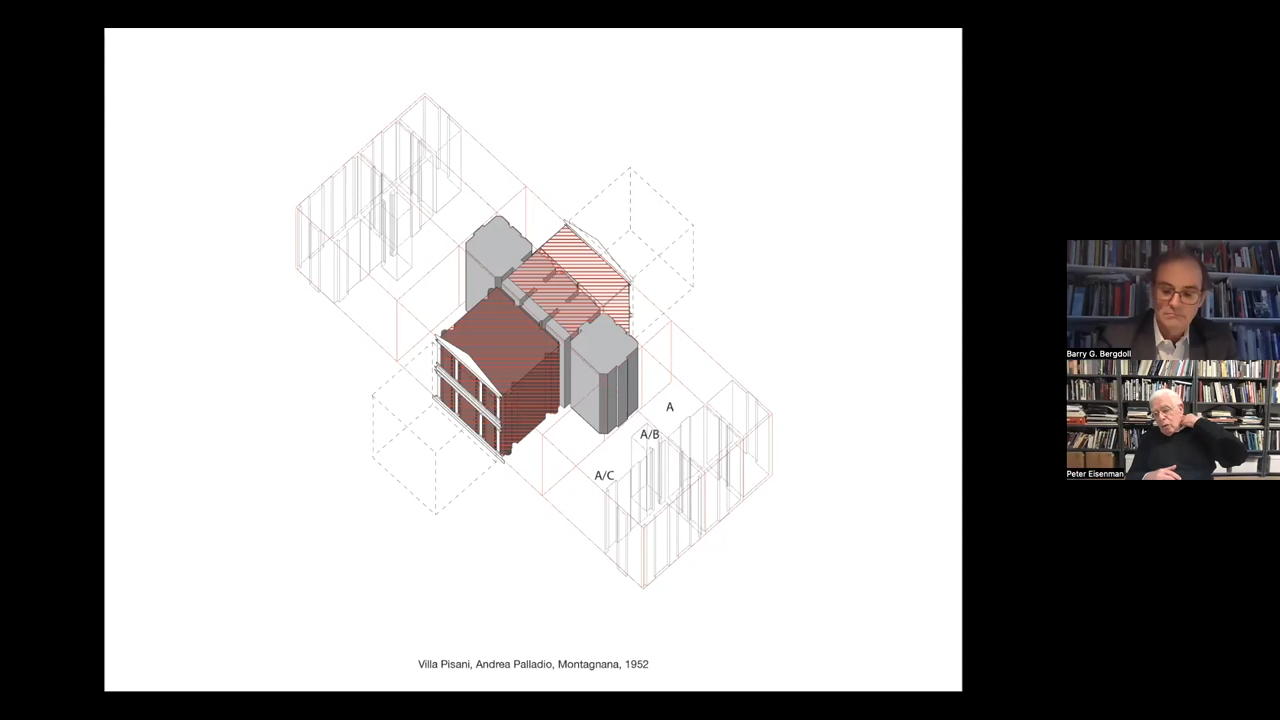 A
A/B
A/C
Villa Pisani, Andrea Palladio, Montagnana, 1952
Barry G. Bergdoll
Peter Eisenman